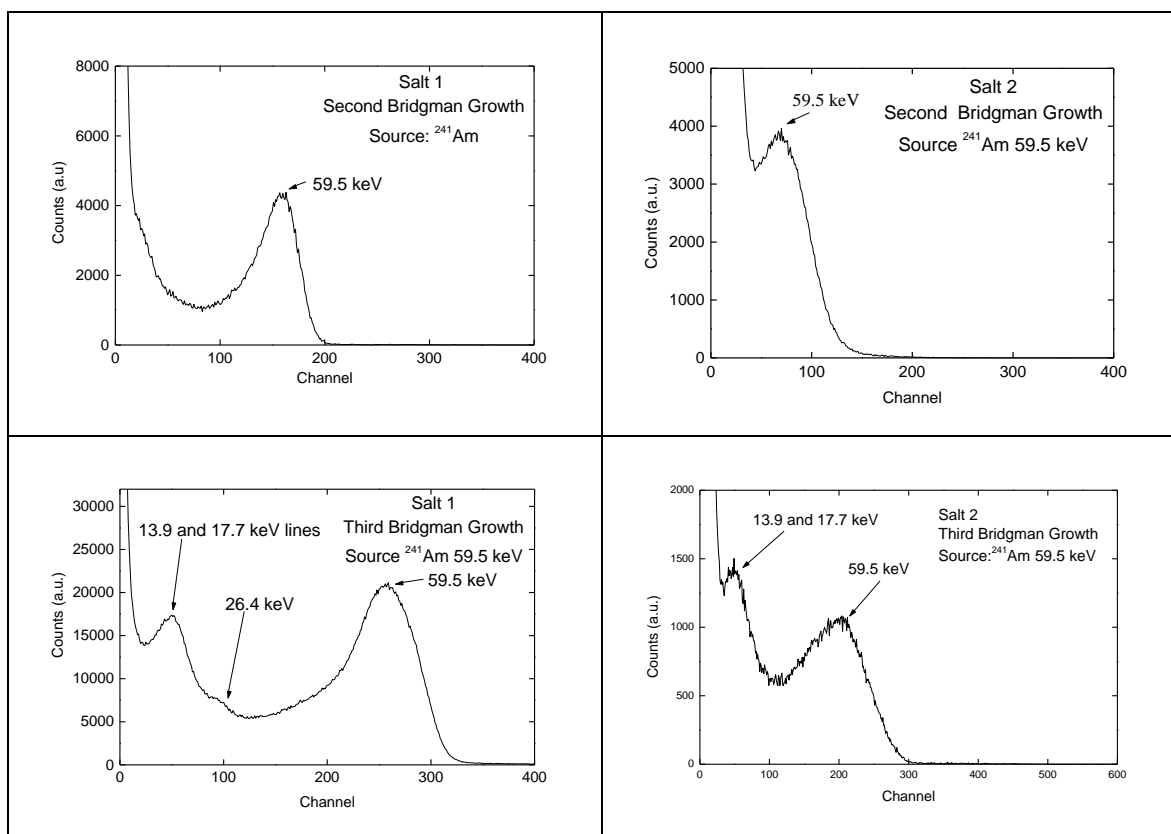 8000
6000
4000
2000
0
Counts (a.u.)
Salt 1
Second Bridgman Growth
Source: ²⁴¹Am
59.5 keV
0 100 200 300 400
Channel
5000
4000
3000
2000
1000
0
Counts (a.u.)
59.5 keV
Salt 2
Second Bridgman Growth
Source ²⁴¹Am 59.5 keV
0 100 200 300 400
Channel
30000
25000
20000
15000
10000
5000
0
Counts (a.u.)
Salt 1
Third Bridgman Growth
Source ²⁴¹Am 59.5 keV
13.9 and 17.7 keV lines
59.5 keV
26.4 keV
0 100 200 300 400
Channel
2000
1500
1000
500
0
Counts (a.u.)
13.9 and 17.7 keV
Salt 2
Third Bridgman Growth
Source:²⁴¹Am 59.5 keV
59.5 keV
0 100 200 300 400 500 600
Channel